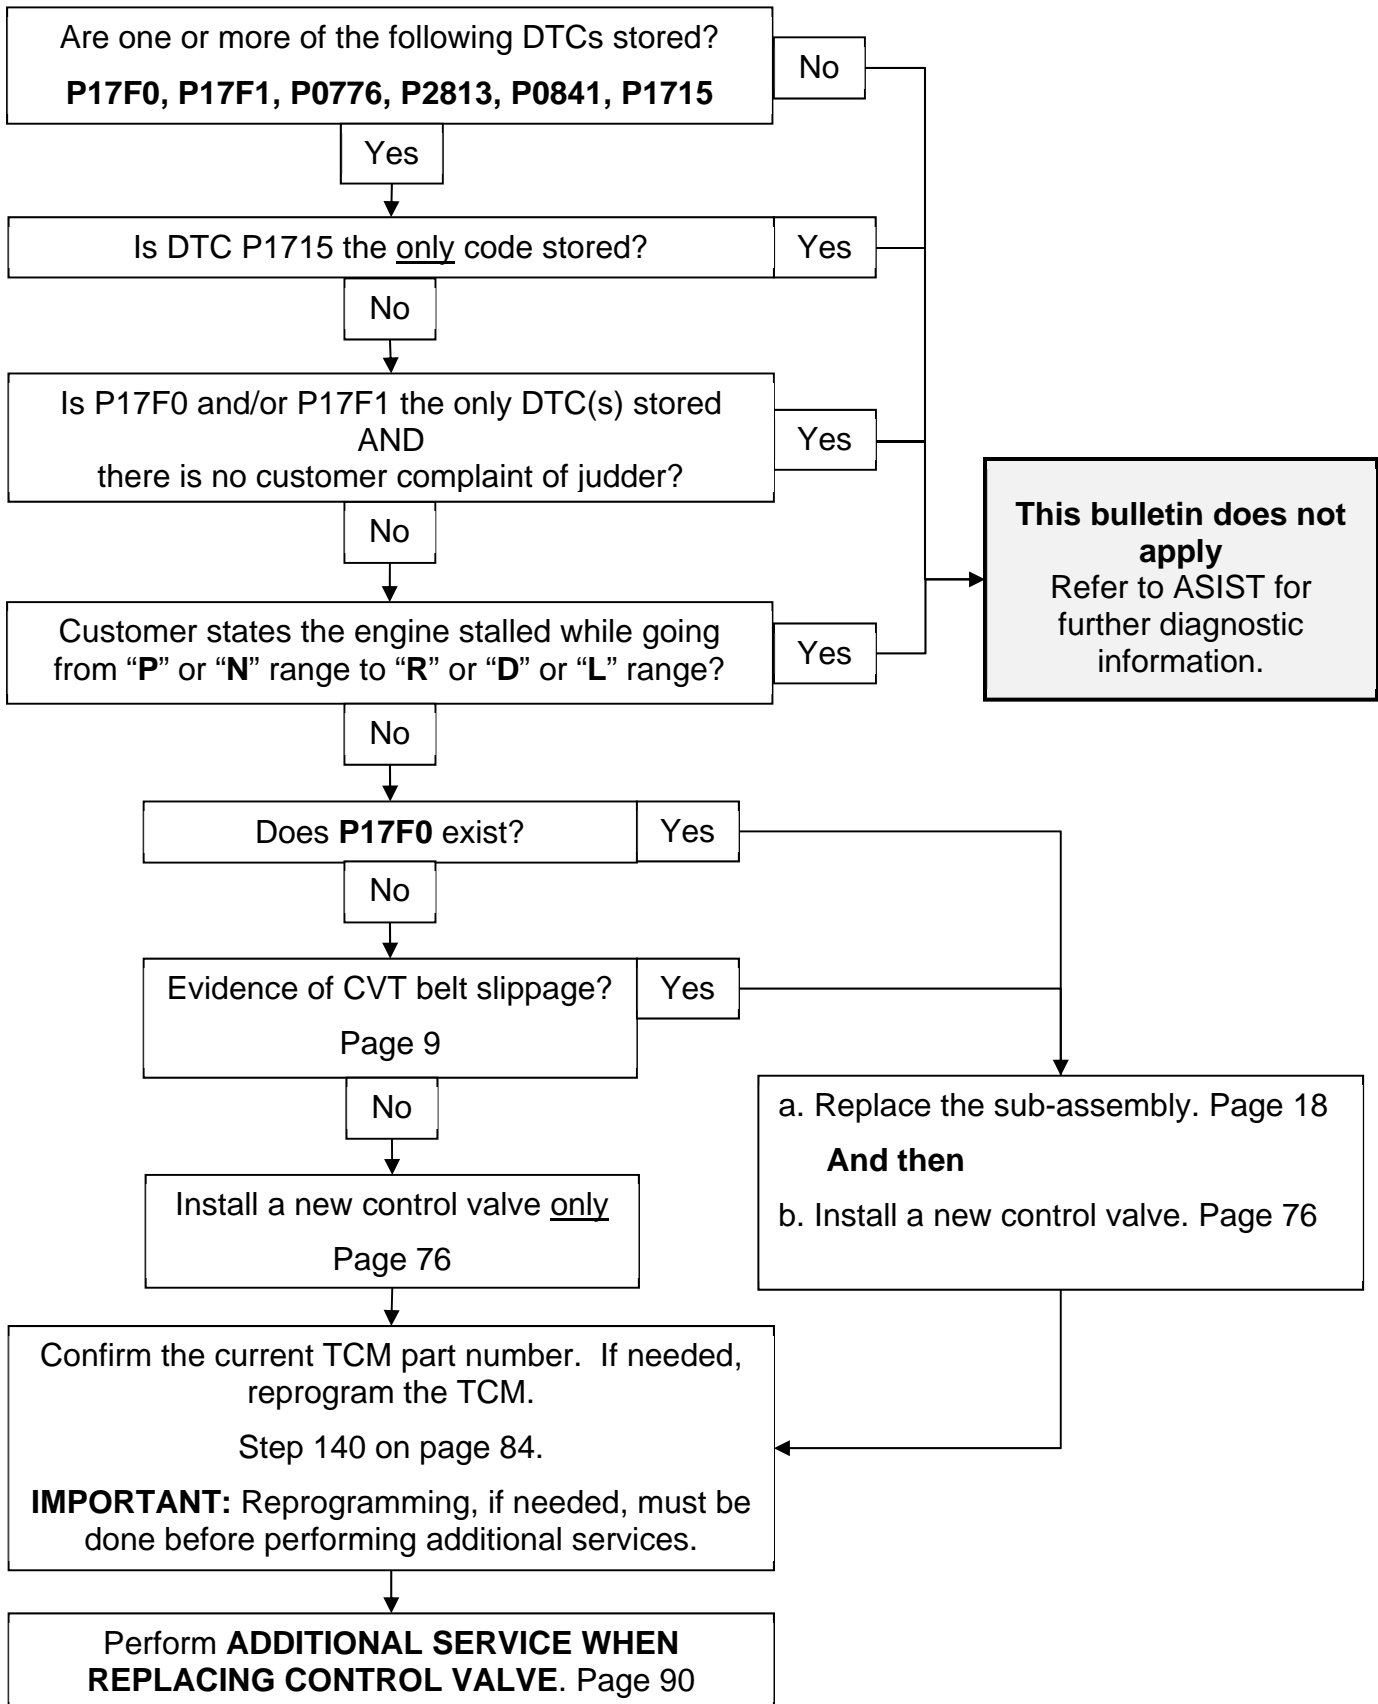 Are one or more of the following DTCs stored?
P17F0, P17F1, P0776, P2813, P0841, P1715
No
Yes
Is DTC P1715 the only code stored?
Yes
No
Is P17F0 and/or P17F1 the only DTC(s) stored
AND
there is no customer complaint of judder?
Yes
No
This bulletin does not
apply
Refer to ASIST for
further diagnostic
information.
Customer states the engine stalled while going
from “P” or “N” range to “R” or “D” or “L” range?
Yes
No
Does P17F0 exist?
Yes
No
Evidence of CVT belt slippage?
Page 9
Yes
No
a. Replace the sub-assembly. Page 18
And then
b. Install a new control valve. Page 76
Install a new control valve only
Page 76
Confirm the current TCM part number. If needed,
reprogram the TCM.
Step 140 on page 84.
IMPORTANT: Reprogramming, if needed, must be
done before performing additional services.
Perform ADDITIONAL SERVICE WHEN
REPLACING CONTROL VALVE. Page 90